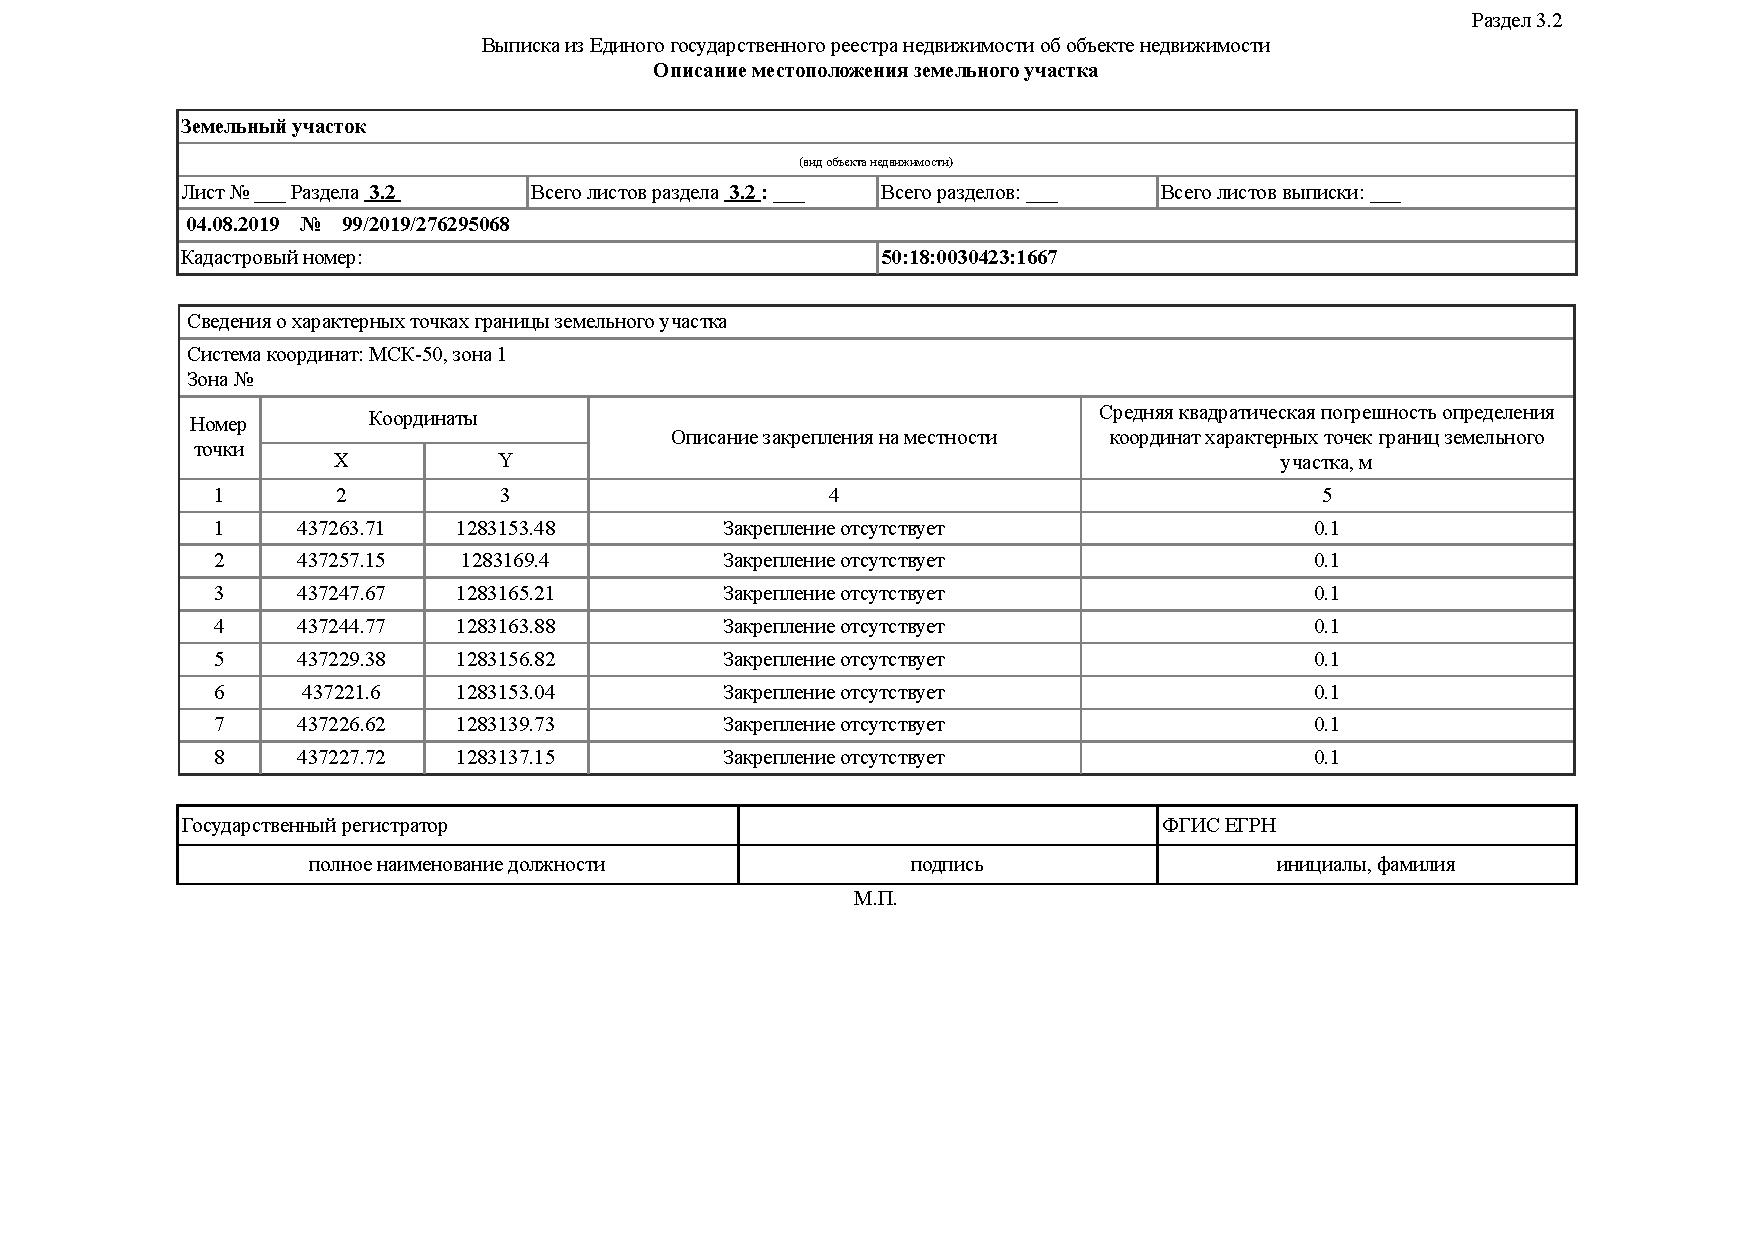 Раздел 3.2
Выписка из Единого государственного реестра недвижимости об объекте недвижимости
Описание местоположения земельного участка
Земельный участок
(вид объекта недвижимости)
Лист № ___ Раздела 3.2 Всего листов раздела 3.2 : ___ Всего разделов: ___ Всего листов выписки: ___
04.08.2019 № 99/2019/276295068
Кадастровый номер: 50:18:0030423:1667
Сведения о характерных точках границы земельного участка
Система координат: МСК-50, зона 1
Зона №
Номер точки Координаты Описание закрепления на местности Средняя квадратическая погрешность определения координат характерных точек границ земельного участка, м
X Y
1 2 3 4 5
1 437263.71 1283153.48 Закрепление отсутствует 0.1
2 437257.15 1283169.4 Закрепление отсутствует 0.1
3 437247.67 1283165.21 Закрепление отсутствует 0.1
4 437244.77 1283163.88 Закрепление отсутствует 0.1
5 437229.38 1283156.82 Закрепление отсутствует 0.1
6 437221.6 1283153.04 Закрепление отсутствует 0.1
7 437226.62 1283139.73 Закрепление отсутствует 0.1
8 437227.72 1283137.15 Закрепление отсутствует 0.1
Государственный регистратор ФГИС ЕГРН
полное наименование должности подпись инициалы, фамилия
М.П.